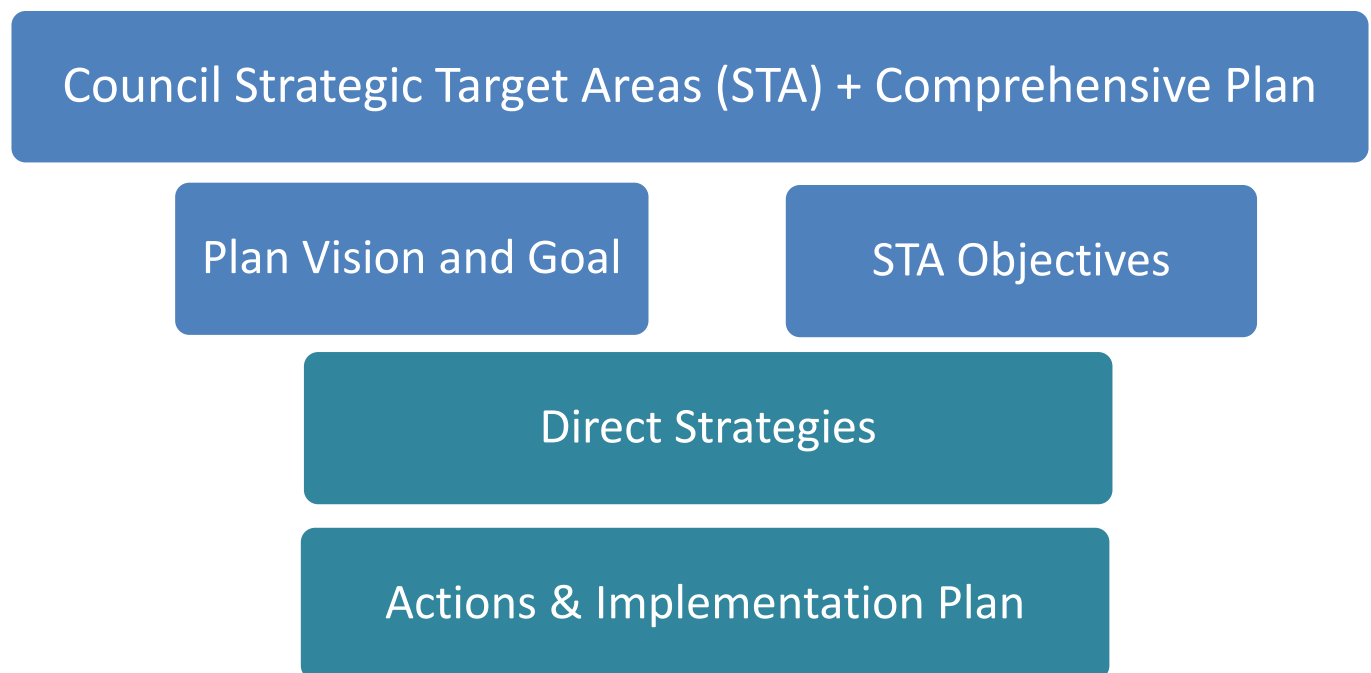 Council Strategic Target Areas (STA) + Comprehensive Plan
Plan Vision and Goal
STA Objectives
Direct Strategies
Actions & Implementation Plan